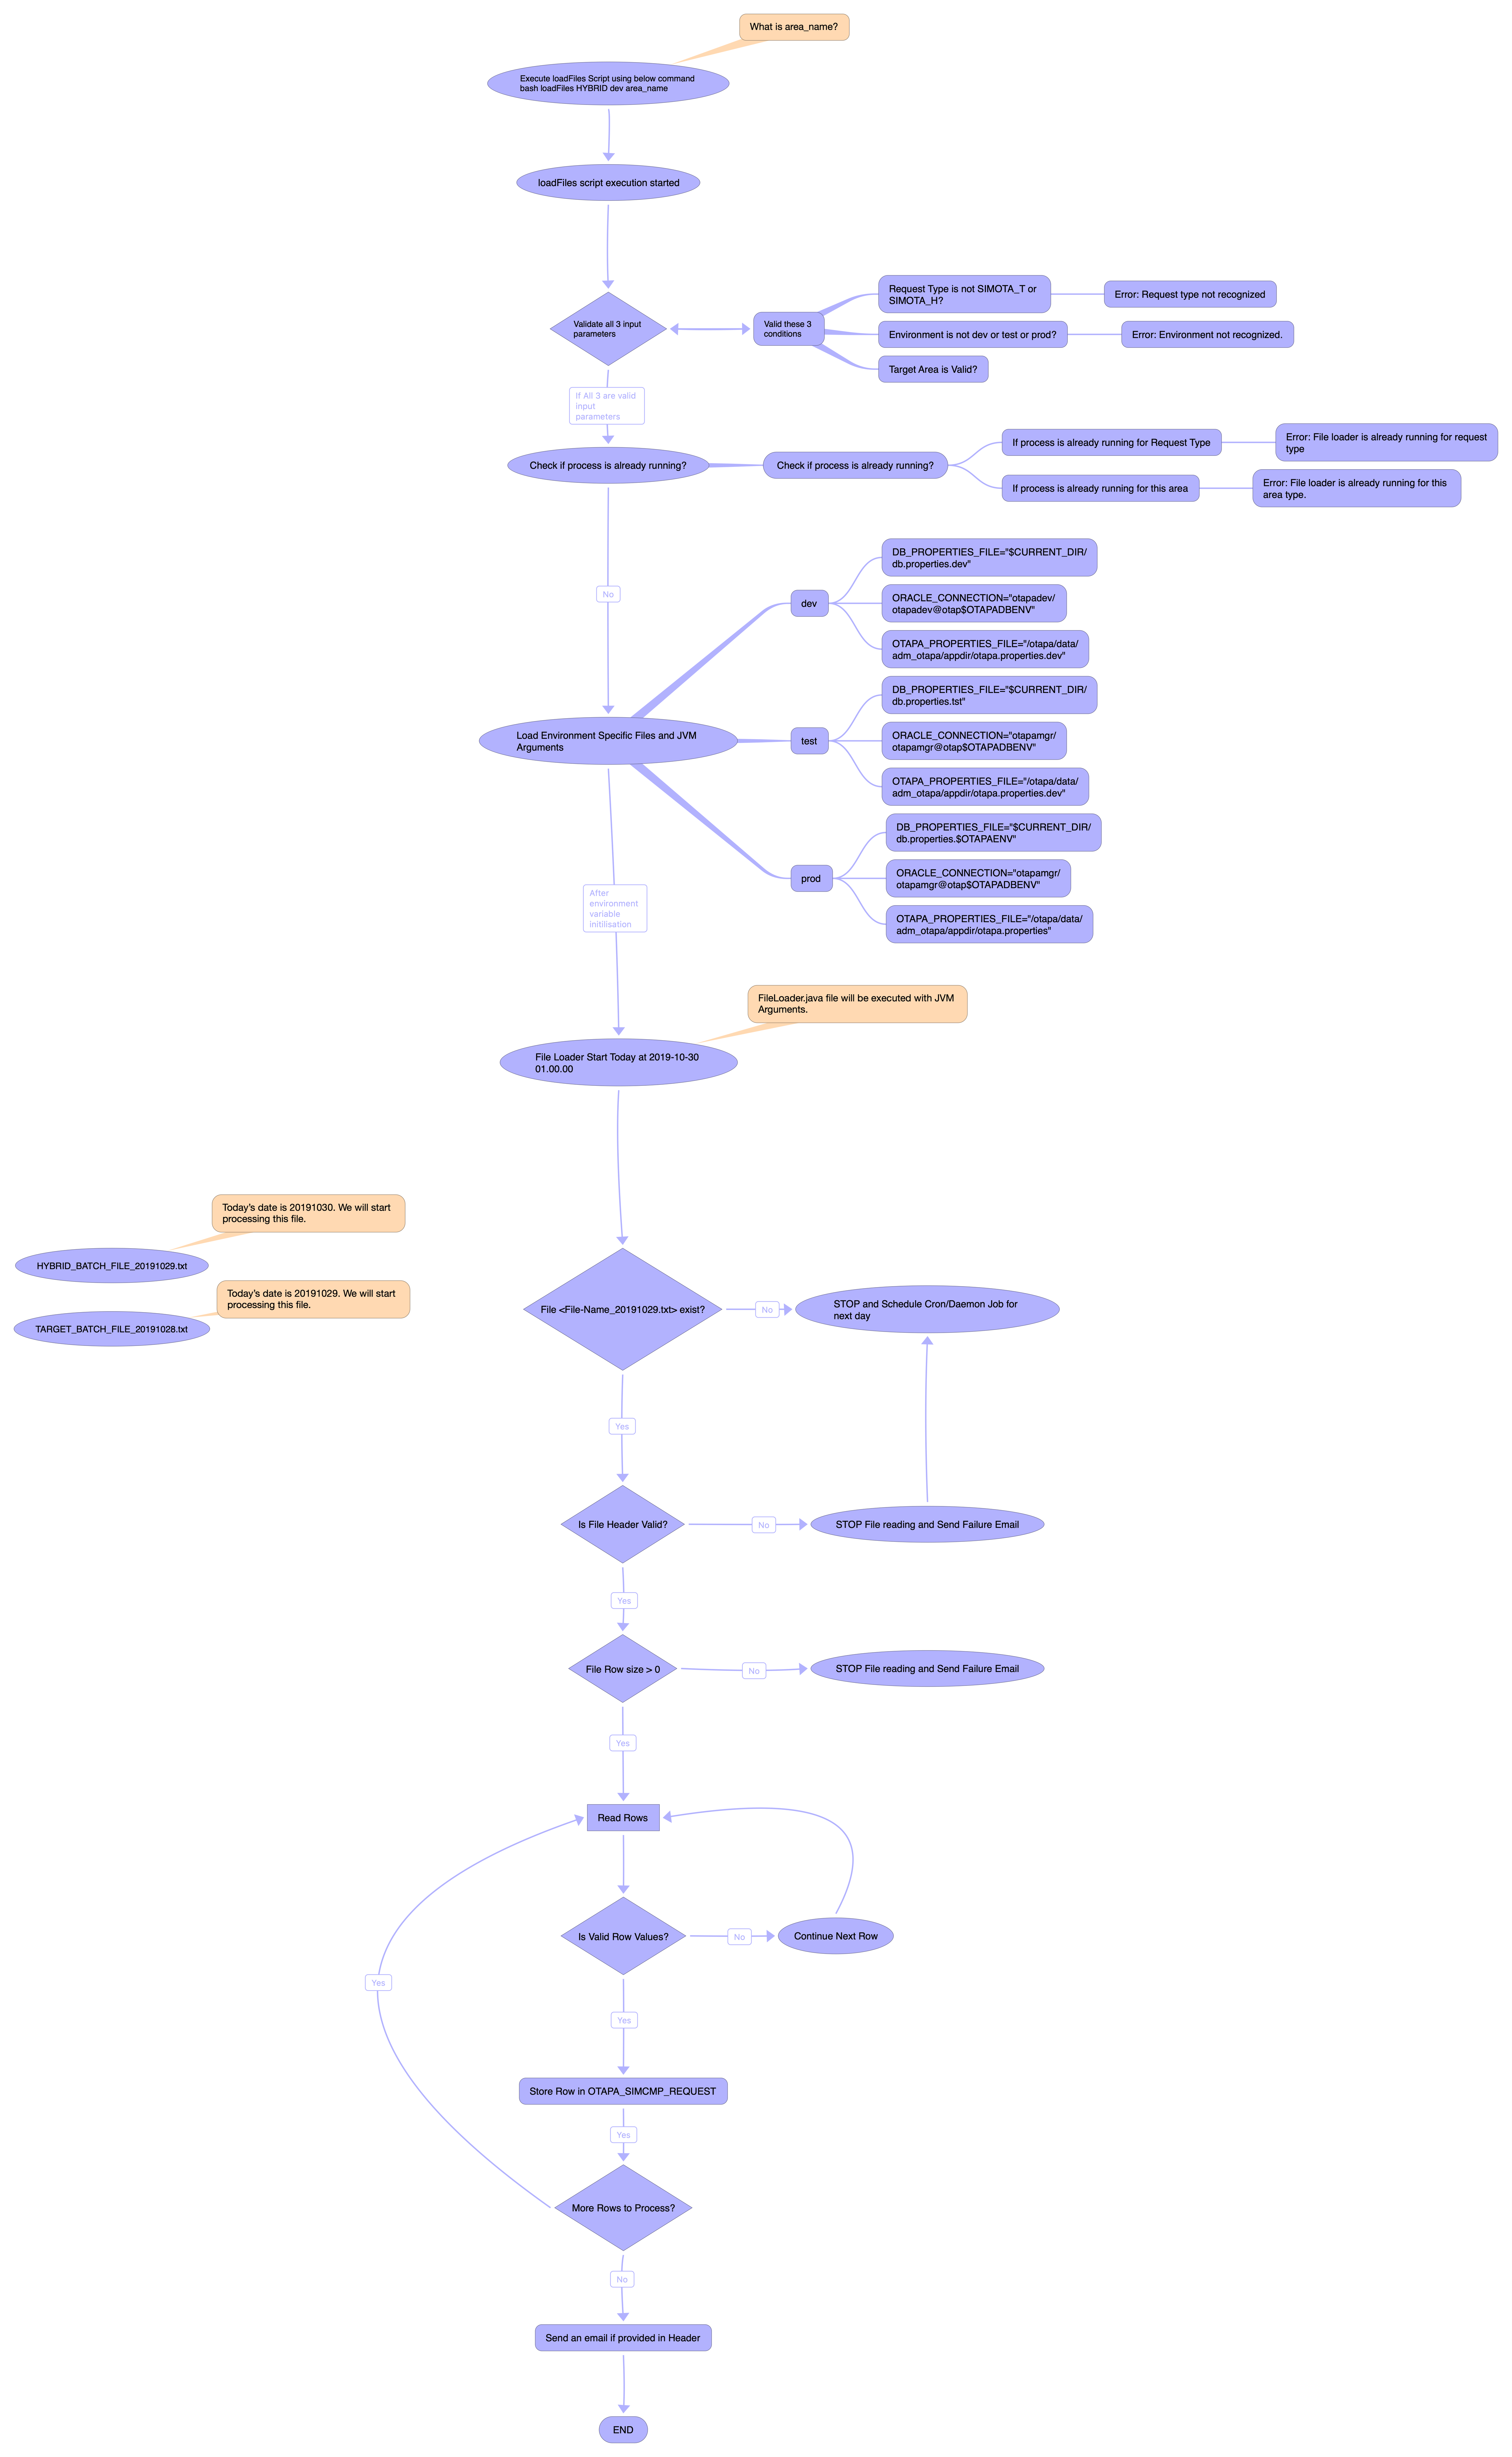 What is area_name?
Execute loadFiles Script using below command
bash loadFiles HYBRID dev area_name
loadFiles script execution started
Validate all 3 input
parameters
Valid these 3
conditions
Request Type is not SIMOTA_T or
SIMOTA_H?
Error: Request type not recognized
Environment is not dev or test or prod?
Error: Environment not recognized.
Target Area is Valid?
If All 3 are valid
input
parameters
Check if process is already running?
Check if process is already running?
If process is already running for Request Type
Error: File loader is already running for request
type
If process is already running for this area
Error: File loader is already running for this
area type.
No
Load Environment Specific Files and JVM
Arguments
dev
DB_PROPERTIES_FILE="$CURRENT_DIR/
db.properties.dev"
ORACLE_CONNECTION="otapadev/
otapadev@otap$OTAPADBENV"
OTAPA_PROPERTIES_FILE="/otapa/data/
adm_otapa/appdir/otapa.properties.dev"
test
DB_PROPERTIES_FILE="$CURRENT_DIR/
db.properties.tst"
ORACLE_CONNECTION="otapamgr/
otapamgr@otap$OTAPADBENV"
OTAPA_PROPERTIES_FILE="/otapa/data/
adm_otapa/appdir/otapa.properties.dev"
prod
DB_PROPERTIES_FILE="$CURRENT_DIR/
db.properties.$OTAPAENV"
ORACLE_CONNECTION="otapamgr/
otapamgr@otap$OTAPADBENV"
OTAPA_PROPERTIES_FILE="/otapa/data/
adm_otapa/appdir/otapa.properties"
After
environment
variable
initilisation
FileLoader.java file will be executed with JVM
Arguments.
File Loader Start Today at 2019-10-30
01.00.00
Today's date is 20191030. We will start
processing this file.
HYBRID_BATCH_FILE_20191029.txt
Today's date is 20191029. We will start
processing this file.
TARGET_BATCH_FILE_20191028.txt
File <File-Name_20191029.txt> exist?
No
STOP and Schedule Cron/Daemon Job for
next day
Yes
Is File Header Valid?
No
STOP File reading and Send Failure Email
Yes
File Row size > 0
No
STOP File reading and Send Failure Email
Yes
Read Rows
Is Valid Row Values?
No
Continue Next Row
Yes
Yes
Store Row in OTAPA_SIMCMP_REQUEST
Yes
More Rows to Process?
No
Send an email if provided in Header
END